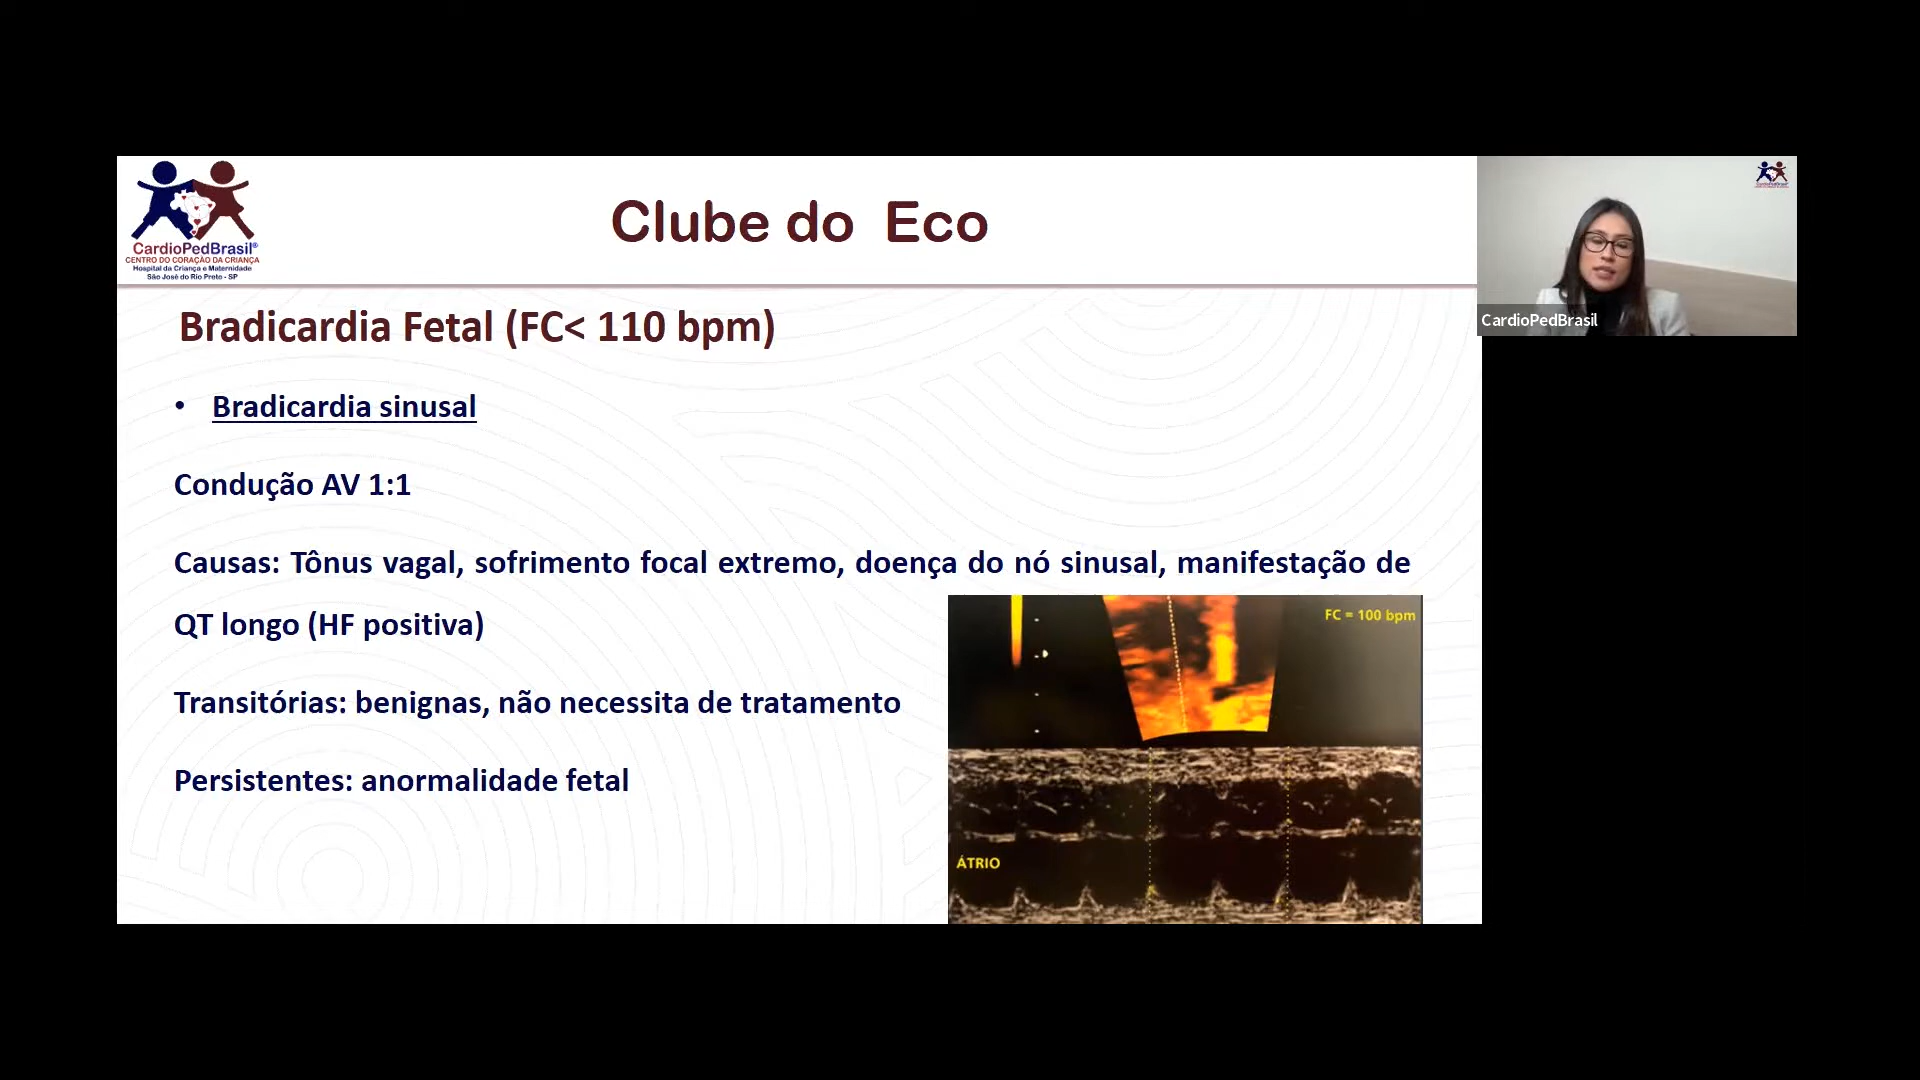 CardioPedBrasil®
CENTRO DO CORAÇÃO DA CRIANÇA
Hospital da Criança e Maternidade
São José do Rio Preto - SP
Clube do Eco
CardioPedBrasil
Bradicardia Fetal (FC< 110 bpm)
• Bradicardia sinusal
Condução AV 1:1
Causas: Tônus vagal, sofrimento focal extremo, doença do nó sinusal, manifestação de
QT longo (HF positiva)
Transitórias: benignas, não necessita de tratamento
Persistentes: anormalidade fetal
FC = 100 bpm
ÁTRIO